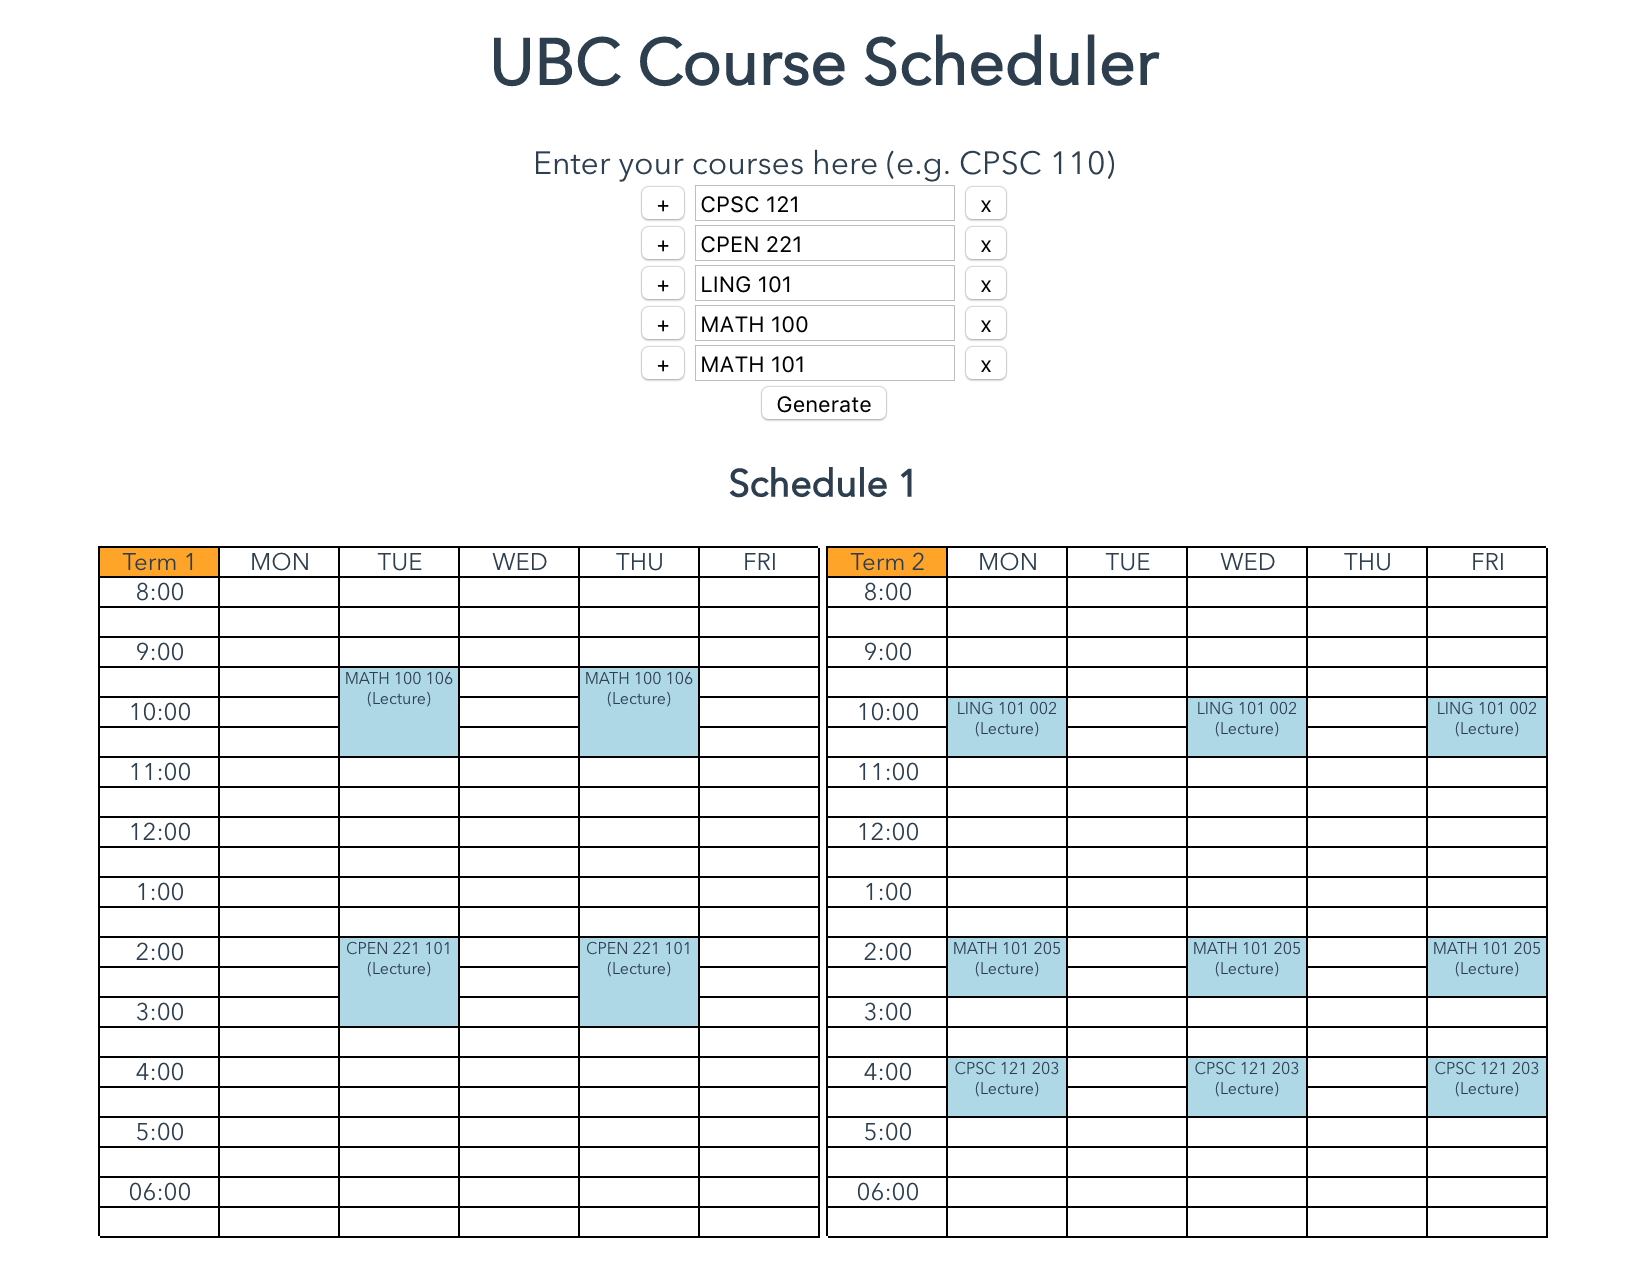 UBC Course Scheduler
Enter your courses here (e.g. CPSC 110)
+ CPSC 121 x
+ CPEN 221 x
+ LING 101 x
+ MATH 100 x
+ MATH 101 x
Generate
Schedule 1
Term 1 MON TUE WED THU FRI
8:00
9:00
MATH 100 106 MATH 100 106
(Lecture) (Lecture)
10:00
11:00
12:00
1:00
2:00 CPEN 221 101 CPEN 221 101
(Lecture) (Lecture)
3:00
4:00
5:00
06:00
Term 2 MON TUE WED THU FRI
8:00
9:00
10:00 LING 101 002 LING 101 002 LING 101 002
(Lecture) (Lecture) (Lecture)
11:00
12:00
1:00
2:00 MATH 101 205 MATH 101 205 MATH 101 205
(Lecture) (Lecture) (Lecture)
3:00
4:00 CPSC 121 203 CPSC 121 203 CPSC 121 203
(Lecture) (Lecture) (Lecture)
5:00
06:00